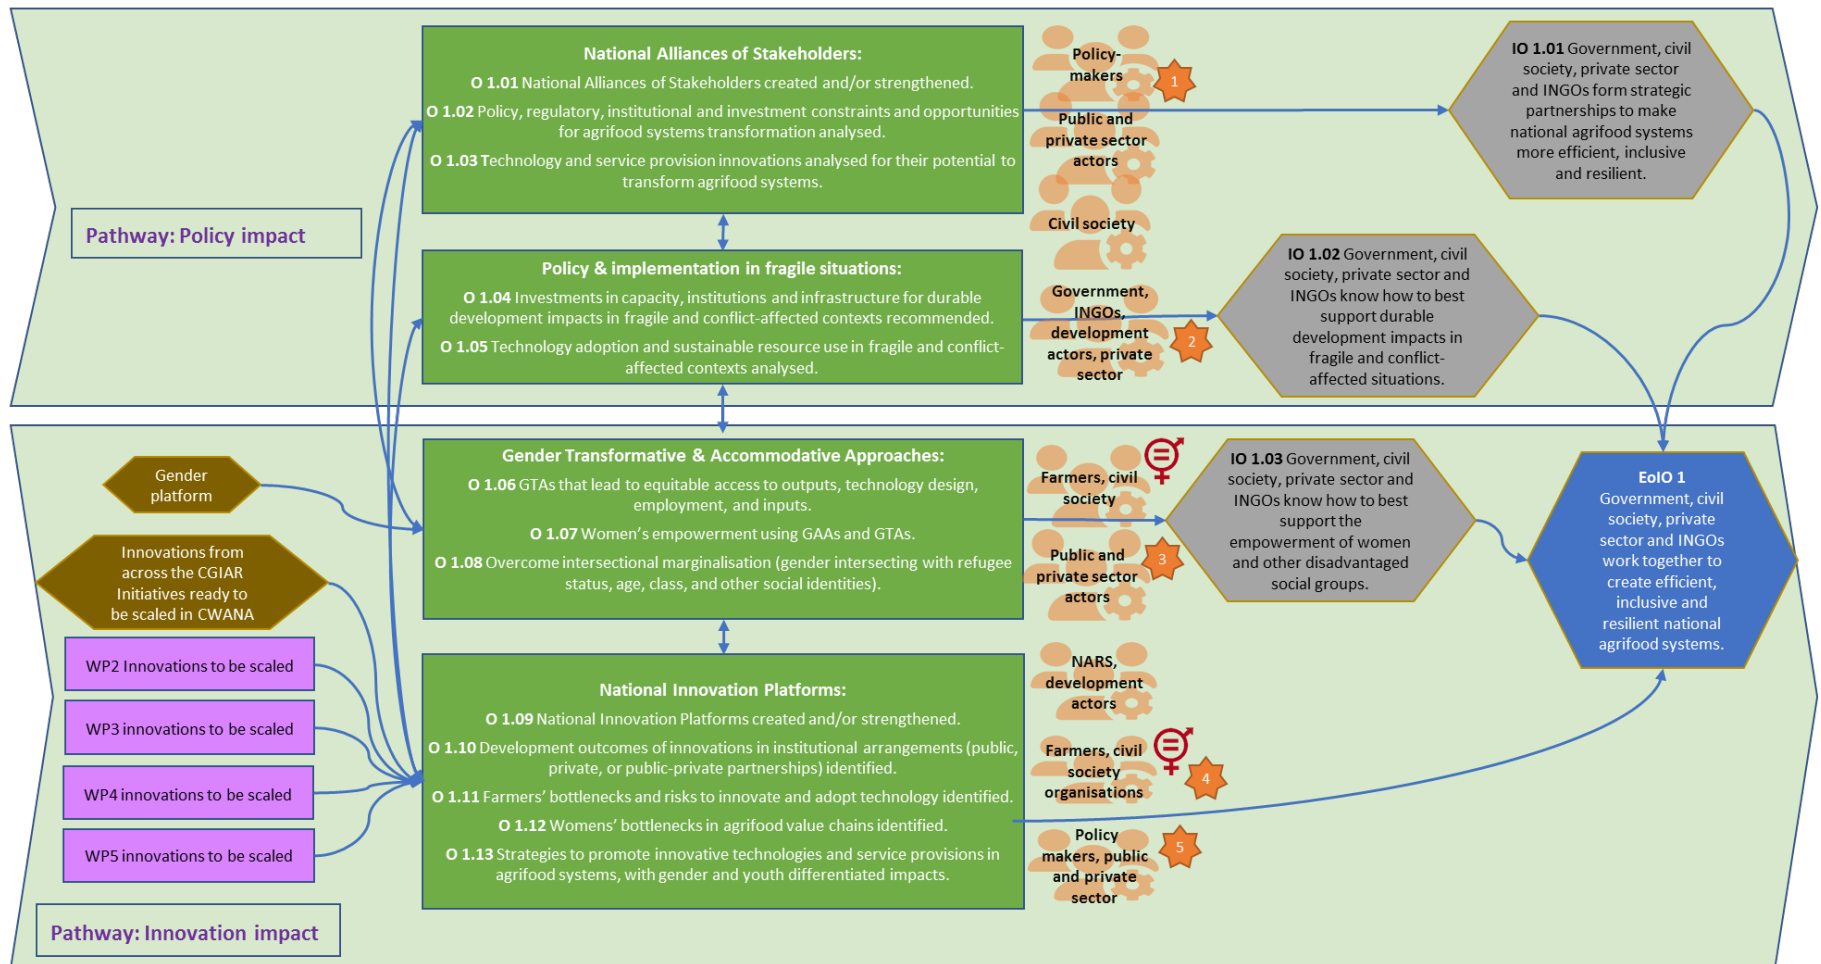 National Alliances of Stakeholders:
O 1.01 National Alliances of Stakeholders created and/or strengthened.
O 1.02 Policy, regulatory, institutional and investment constraints and opportunities
for agrifood systems transformation analysed.
O 1.03 Technology and service provision innovations analysed for their potential to
transform agrifood systems.
Policy-
makers
1
Public and
private sector
actors
Civil society
IO 1.01 Government, civil
society, private sector
and INGOs form strategic
partnerships to make
national agrifood systems
more efficient, inclusive
and resilient.
Pathway: Policy impact
Policy & implementation in fragile situations:
O 1.04 Investments in capacity, institutions and infrastructure for durable
development impacts in fragile and conflict-affected contexts recommended.
O 1.05 Technology adoption and sustainable resource use in fragile and conflict-
affected contexts analysed.
Government,
INGOs,
development
actors, private
sector
2
IO 1.02 Government, civil
society, private sector and
INGOs know how to best
support durable
development impacts in
fragile and conflict-
affected situations.
Gender
platform
Innovations from
across the CGIAR
Initiatives ready to
be scaled in CWANA
WP2 Innovations to be scaled
WP3 innovations to be scaled
WP4 innovations to be scaled
WP5 innovations to be scaled
Gender Transformative & Accommodative Approaches:
O 1.06 GTAs that lead to equitable access to outputs, technology design,
employment, and inputs.
O 1.07 Women's empowerment using GAAs and GTAs.
O 1.08 Overcome intersectional marginalisation (gender intersecting with refugee
status, age, class, and other social identities).
Farmers, civil
society
Public and
private sector
actors
3
IO 1.03 Government, civil
society, private sector and
INGOs know how to best
support the
empowerment of women
and other disadvantaged
social groups.
EoIO 1
Government, civil
society, private
sector and INGOs
work together to
create efficient,
inclusive and
resilient national
agrifood systems.
National Innovation Platforms:
O 1.09 National Innovation Platforms created and/or strengthened.
O 1.10 Development outcomes of innovations in institutional arrangements (public,
private, or public-private partnerships) identified.
O 1.11 Farmers' bottlenecks and risks to innovate and adopt technology identified.
O 1.12 Womens' bottlenecks in agrifood value chains identified.
O 1.13 Strategies to promote innovative technologies and service provisions in
agrifood systems, with gender and youth differentiated impacts.
NARS,
development
actors
Farmers, civil
society
organisations
4
Policy
makers, public
and private
sector
5
Pathway: Innovation impact